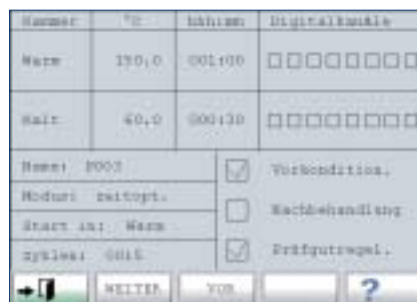 Kammer °C hhh:mm Digitalkanäle
Warm 150.0 001:00
Kalt 60.0 000:30
Name: P003
Modus: zeitopt.
Start in: Warm
Zyklen: 0015
Vorkondition.
Nachbehandlung
Prüfgutregel.
WEITER VOR ?